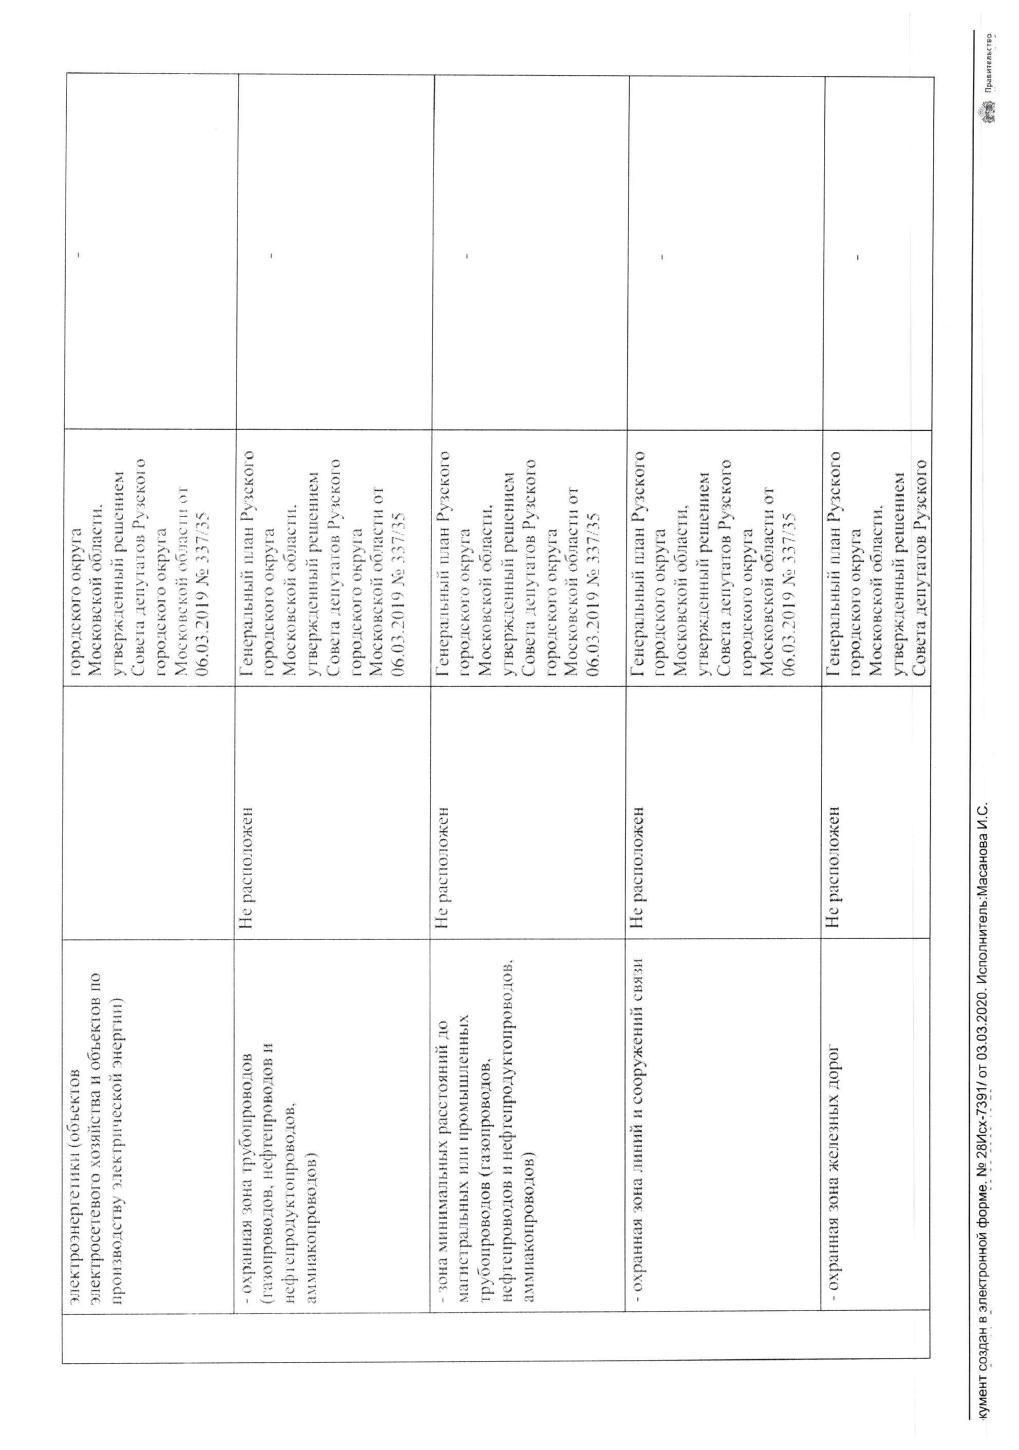 электроэнергетики (объектов
электросетевого хозяйства и объектов по
производству электрической энергии)
городского округа
Московской области,
утвержденный решением
Совета депутатов Рузского
городского округа
Московской области от
06.03.2019 № 337/35
-
- охранная зона трубопроводов
(газопроводов, нефтепроводов и
нефтепродуктопроводов,
аммиакопроводов)
Не расположен
Генеральный план Рузского
городского округа
Московской области,
утвержденный решением
Совета депутатов Рузского
городского округа
Московской области от
06.03.2019 № 337/35
-
- зона минимальных расстояний до
магистральных или промышленных
трубопроводов (газопроводов,
нефтепроводов и нефтепродуктопроводов,
аммиакопроводов)
Не расположен
Генеральный план Рузского
городского округа
Московской области,
утвержденный решением
Совета депутатов Рузского
городского округа
Московской области от
06.03.2019 № 337/35
-
- охранная зона линий и сооружений связи
Не расположен
Генеральный план Рузского
городского округа
Московской области,
утвержденный решением
Совета депутатов Рузского
городского округа
Московской области от
06.03.2019 № 337/35
-
- охранная зона железных дорог
Не расположен
Генеральный план Рузского
городского округа
Московской области,
утвержденный решением
Совета депутатов Рузского
-
кумент создан в электронной форме. № 28Исх-7391/ от 03.03.2020. Исполнитель:Масанова И.С.
Правительство